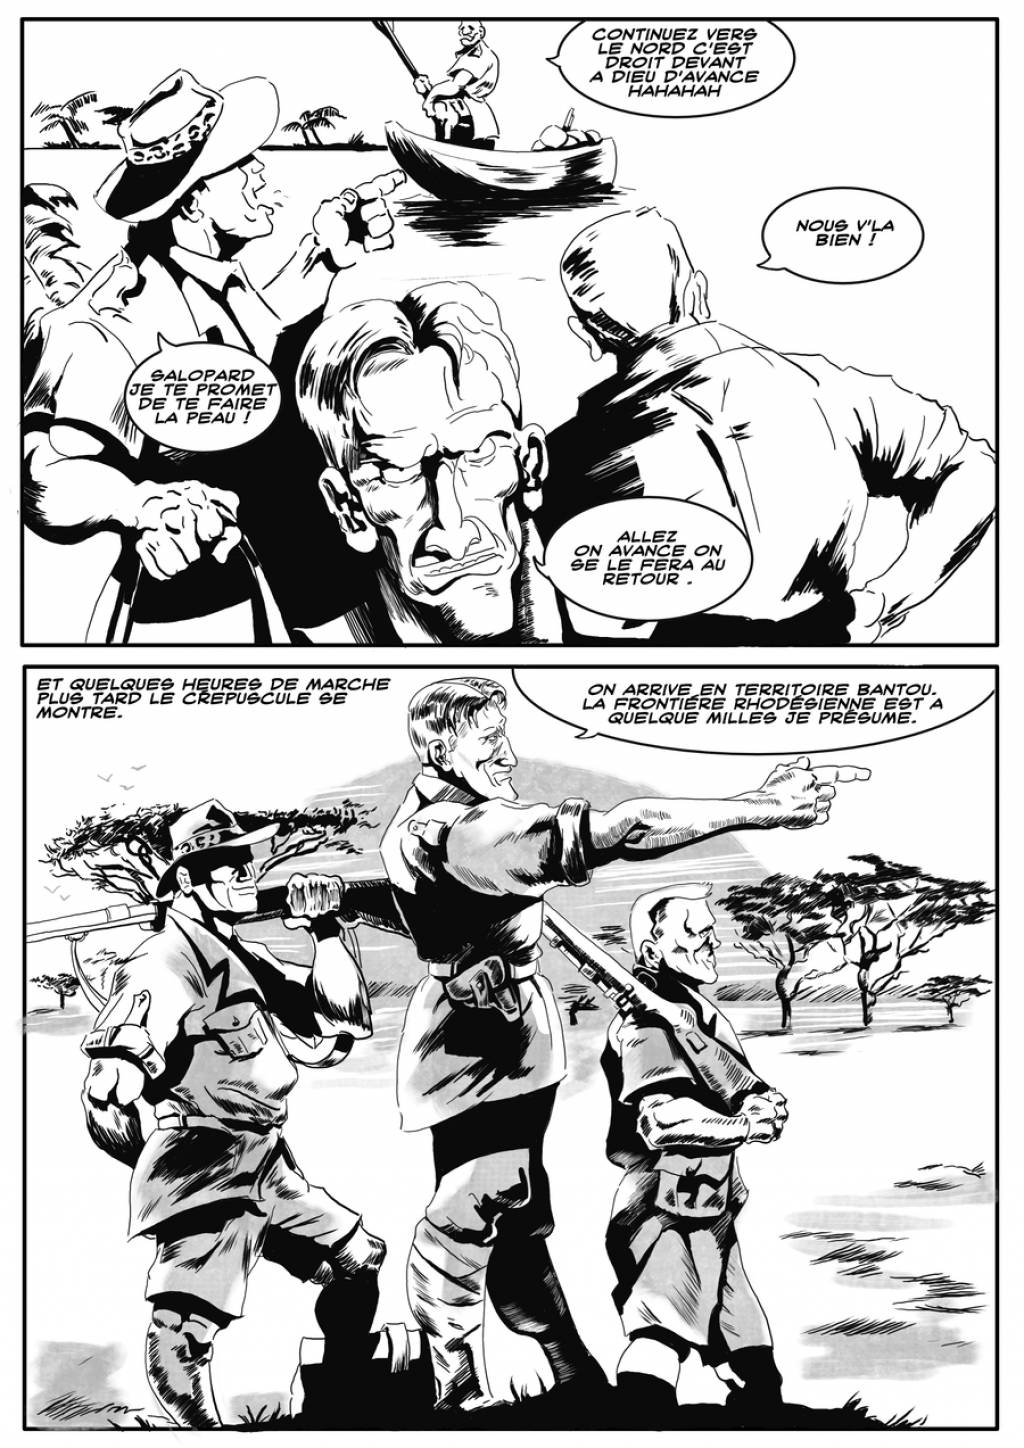 CONTINUEZ VERS
LE NORD C'EST
DROIT DEVANT
A DIEU D'AVANCE
HAHAHAH
NOUS V'LA
BIEN !
SALOPARD
JE TE PROMET
DE TE FAIRE
LA PEAU !
ALLEZ
ON AVANCE ON
SE LE FERA AU
RETOUR .
ET QUELQUES HEURES DE MARCHE
PLUS TARD LE CREPUSCULE SE
MONTRE.
ON ARRIVE EN TERRITOIRE BANTOU.
LA FRONTIÉRE RHODÉSIENNE EST A
QUELQUE MILLES JE PRÉSUME.